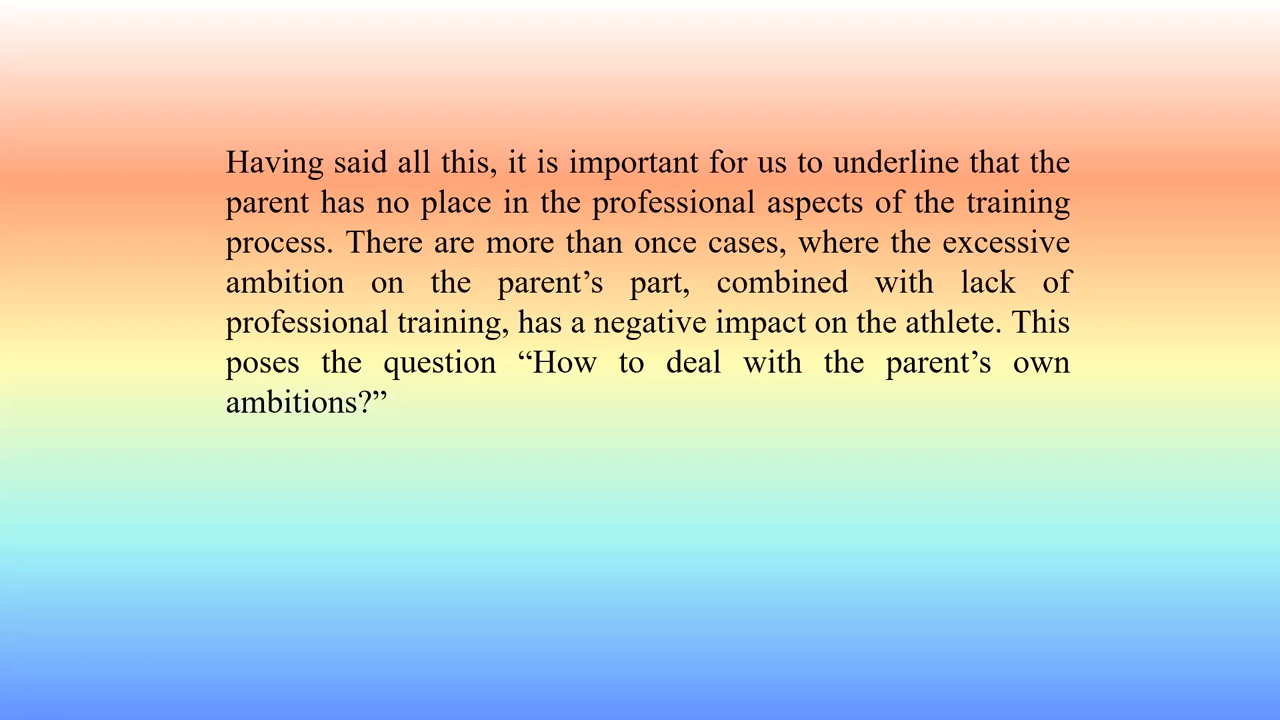 Having said all this, it is important for us to underline that the
parent has no place in the professional aspects of the training
process. There are more than once cases, where the excessive
ambition on the parent’s part, combined with lack of
professional training, has a negative impact on the athlete. This
poses the question “How to deal with the parent’s own
ambitions?”